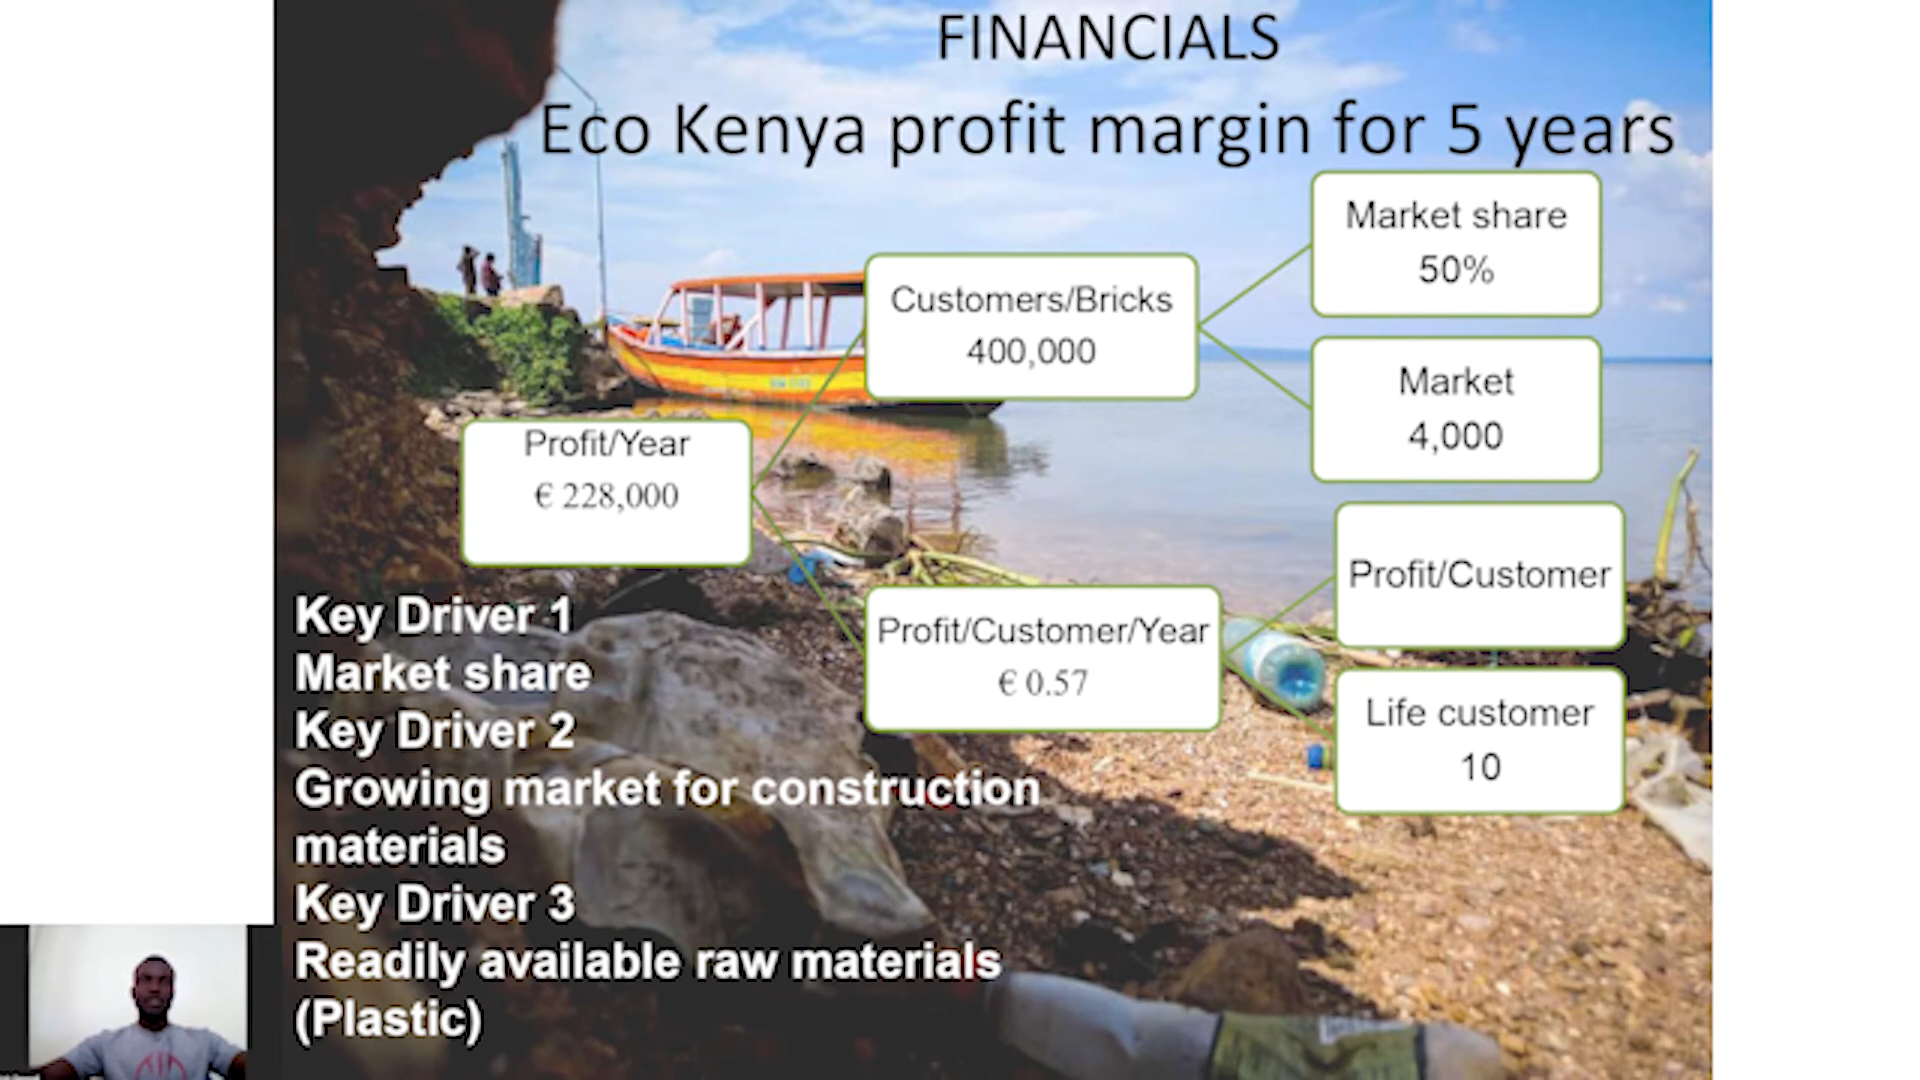 FINANCIALS
Eco Kenya profit margin for 5 years
Market share
50%
Customers/Bricks
400,000
Market
4,000
Profit/Year
€ 228,000
Profit/Customer
Profit/Customer/Year
€ 0.57
Life customer
10
Key Driver 1
Market share
Key Driver 2
Growing market for construction
materials
Key Driver 3
Readily available raw materials
(Plastic)